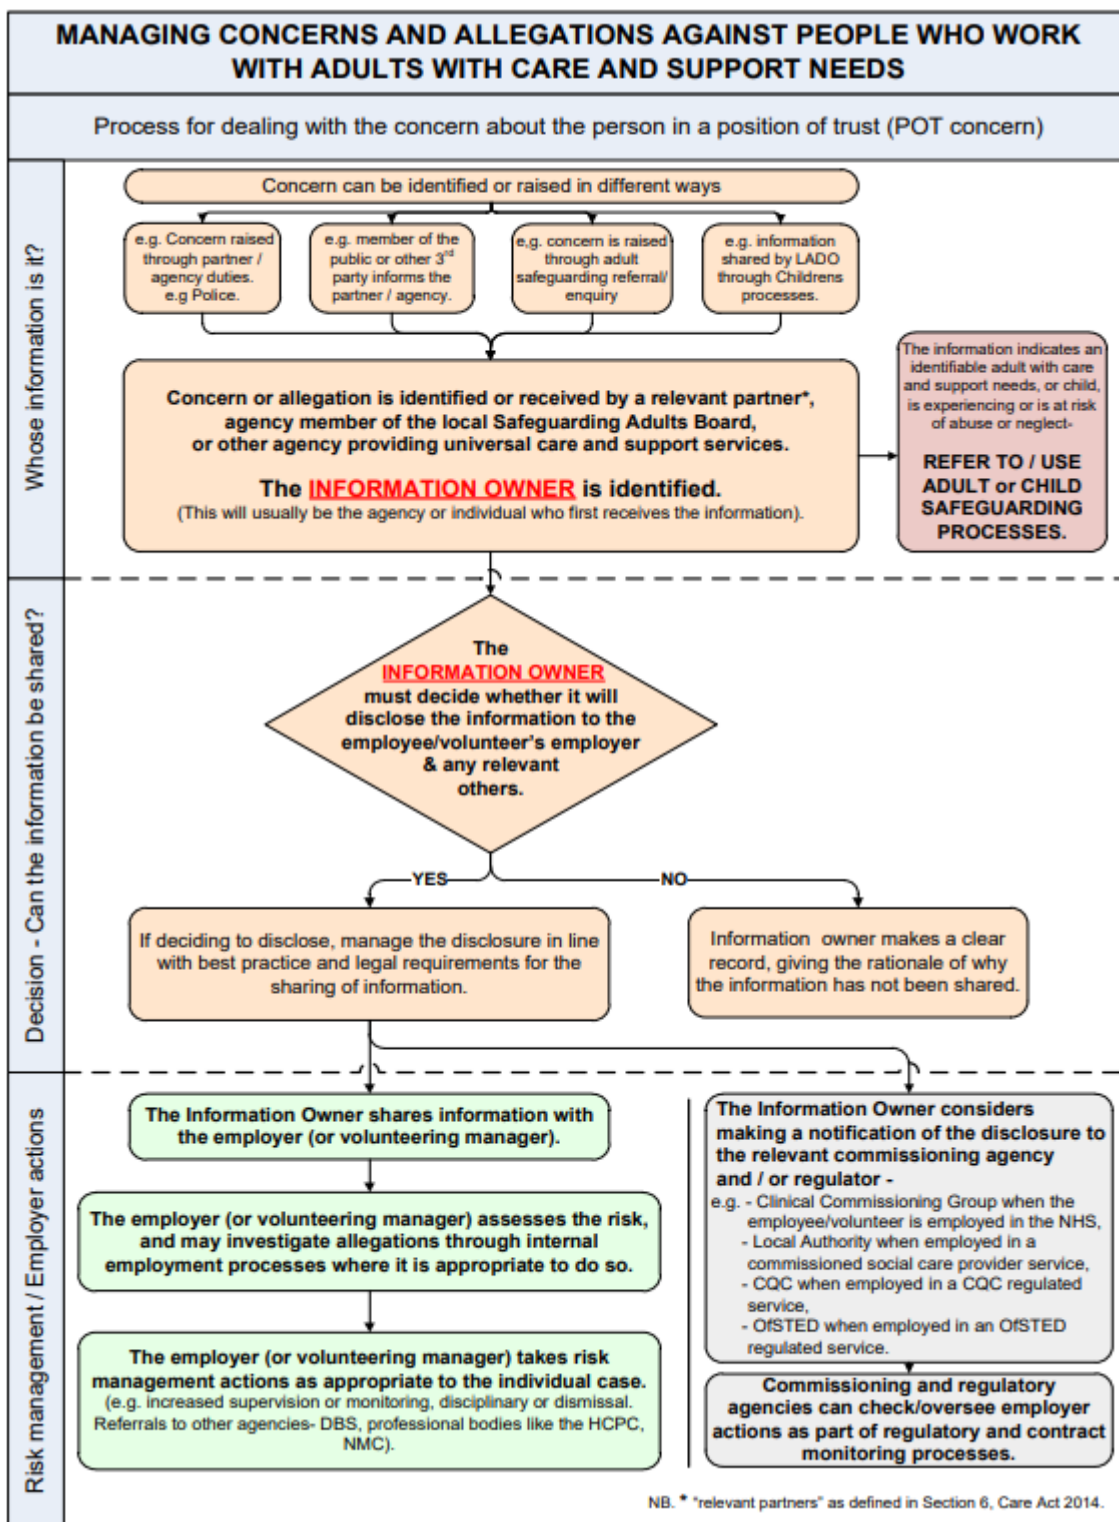 MANAGING CONCERNS AND ALLEGATIONS AGAINST PEOPLE WHO WORK
WITH ADULTS WITH CARE AND SUPPORT NEEDS
Process for dealing with the concern about the person in a position of trust (POT concern)
Whose information is it?
Concern can be identified or raised in different ways
e.g. Concern raised
through partner /
agency duties.
e.g Police.
e.g. member of the
public or other 3rd
party informs the
partner / agency.
e,g. concern is raised
through adult
safeguarding referral/
enquiry
e.g. information
shared by LADO
through Childrens
processes.
Concern or allegation is identified or received by a relevant partner*,
agency member of the local Safeguarding Adults Board,
or other agency providing universal care and support services.
The INFORMATION OWNER is identified.
(This will usually be the agency or individual who first receives the information).
The information indicates an
identifiable adult with care
and support needs, or child,
is experiencing or is at risk
of abuse or neglect-
REFER TO / USE
ADULT or CHILD
SAFEGUARDING
PROCESSES.
Decision - Can the information be shared?
The
INFORMATION OWNER
must decide whether it will
disclose the information to the
employee/volunteer's employer
& any relevant
others.
YES
NO
If deciding to disclose, manage the disclosure in line
with best practice and legal requirements for the
sharing of information.
Information owner makes a clear
record, giving the rationale of why
the information has not been shared.
Risk management / Employer actions
The Information Owner shares information with
the employer (or volunteering manager).
The employer (or volunteering manager) assesses the risk,
and may investigate allegations through internal
employment processes where it is appropriate to do so.
The employer (or volunteering manager) takes risk
management actions as appropriate to the individual case.
(e.g. increased supervision or monitoring, disciplinary or dismissal.
Referrals to other agencies- DBS, professional bodies like the HCPC,
NMC).
The Information Owner considers
making a notification of the disclosure to
the relevant commissioning agency
and / or regulator -
e.g. - Clinical Commissioning Group when the
employee/volunteer is employed in the NHS,
- Local Authority when employed in a
commissioned social care provider service,
- CQC when employed in a CQC regulated
service,
- OfSTED when employed in an OfSTED
regulated service.
Commissioning and regulatory
agencies can check/oversee employer
actions as part of regulatory and contract
monitoring processes.
NB. * "relevant partners" as defined in Section 6, Care Act 2014.